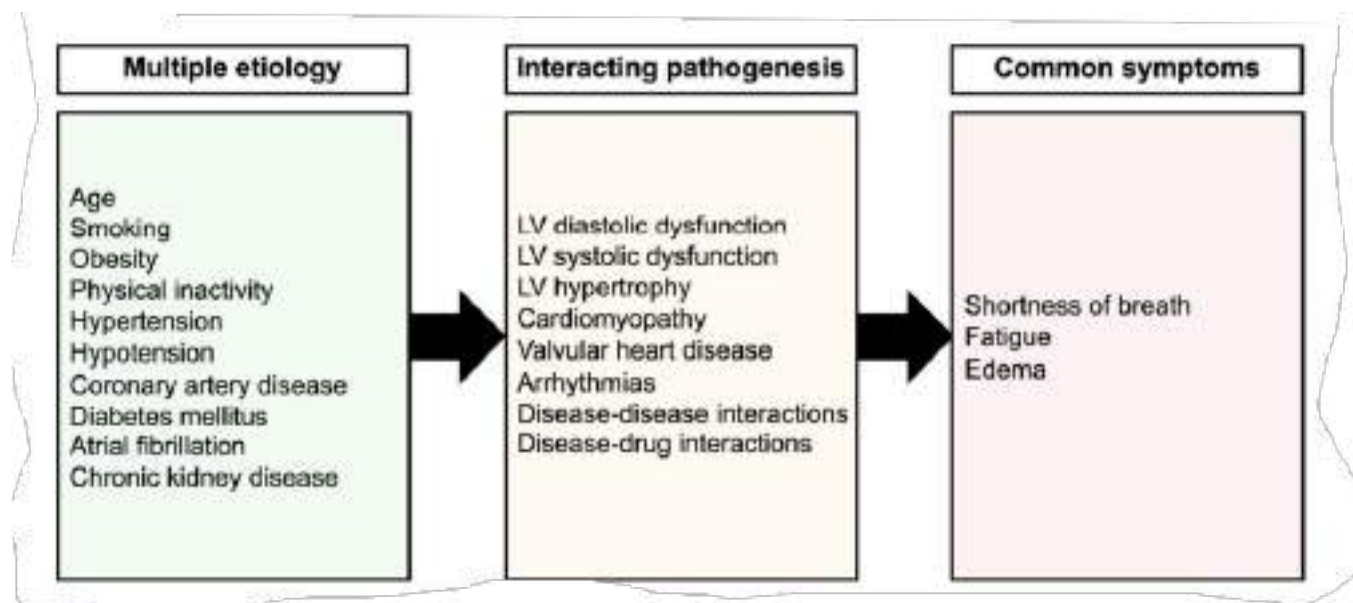 Multiple etiology
Age
Smoking
Obesity
Physical inactivity
Hypertension
Hypotension
Coronary artery disease
Diabetes mellitus
Atrial fibrillation
Chronic kidney disease
Interacting pathogenesis
LV diastolic dysfunction
LV systolic dysfunction
LV hypertrophy
Cardiomyopathy
Valvular heart disease
Arrhythmias
Disease-disease interactions
Disease-drug interactions
Common symptoms
Shortness of breath
Fatigue
Edema